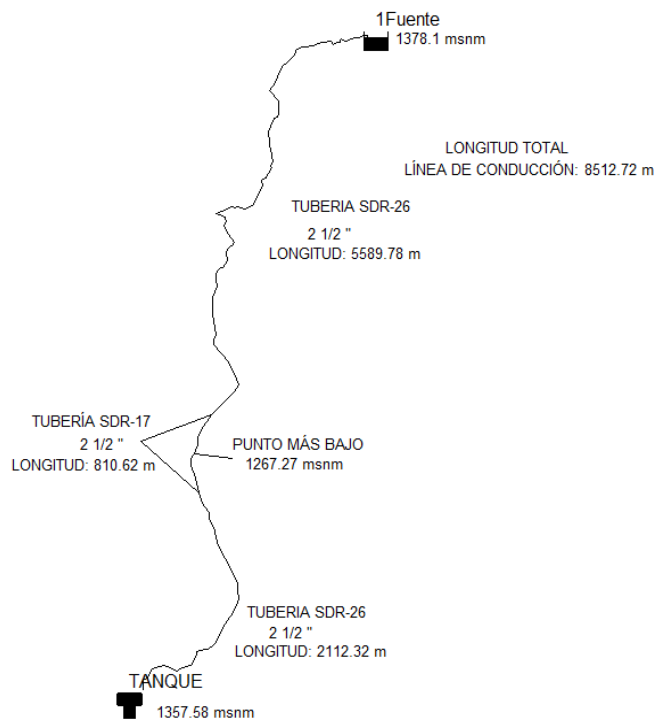 1Fuente
1378.1 msnm
LONGITUD TOTAL
LÍNEA DE CONDUCCIÓN: 8512.72 m
TUBERIA SDR-26
2 1/2 "
LONGITUD: 5589.78 m
TUBERÍA SDR-17
2 1/2 "
LONGITUD: 810.62 m
PUNTO MÁS BAJO
1267.27 msnm
TUBERIA SDR-26
2 1/2 "
LONGITUD: 2112.32 m
TANQUE
1357.58 msnm